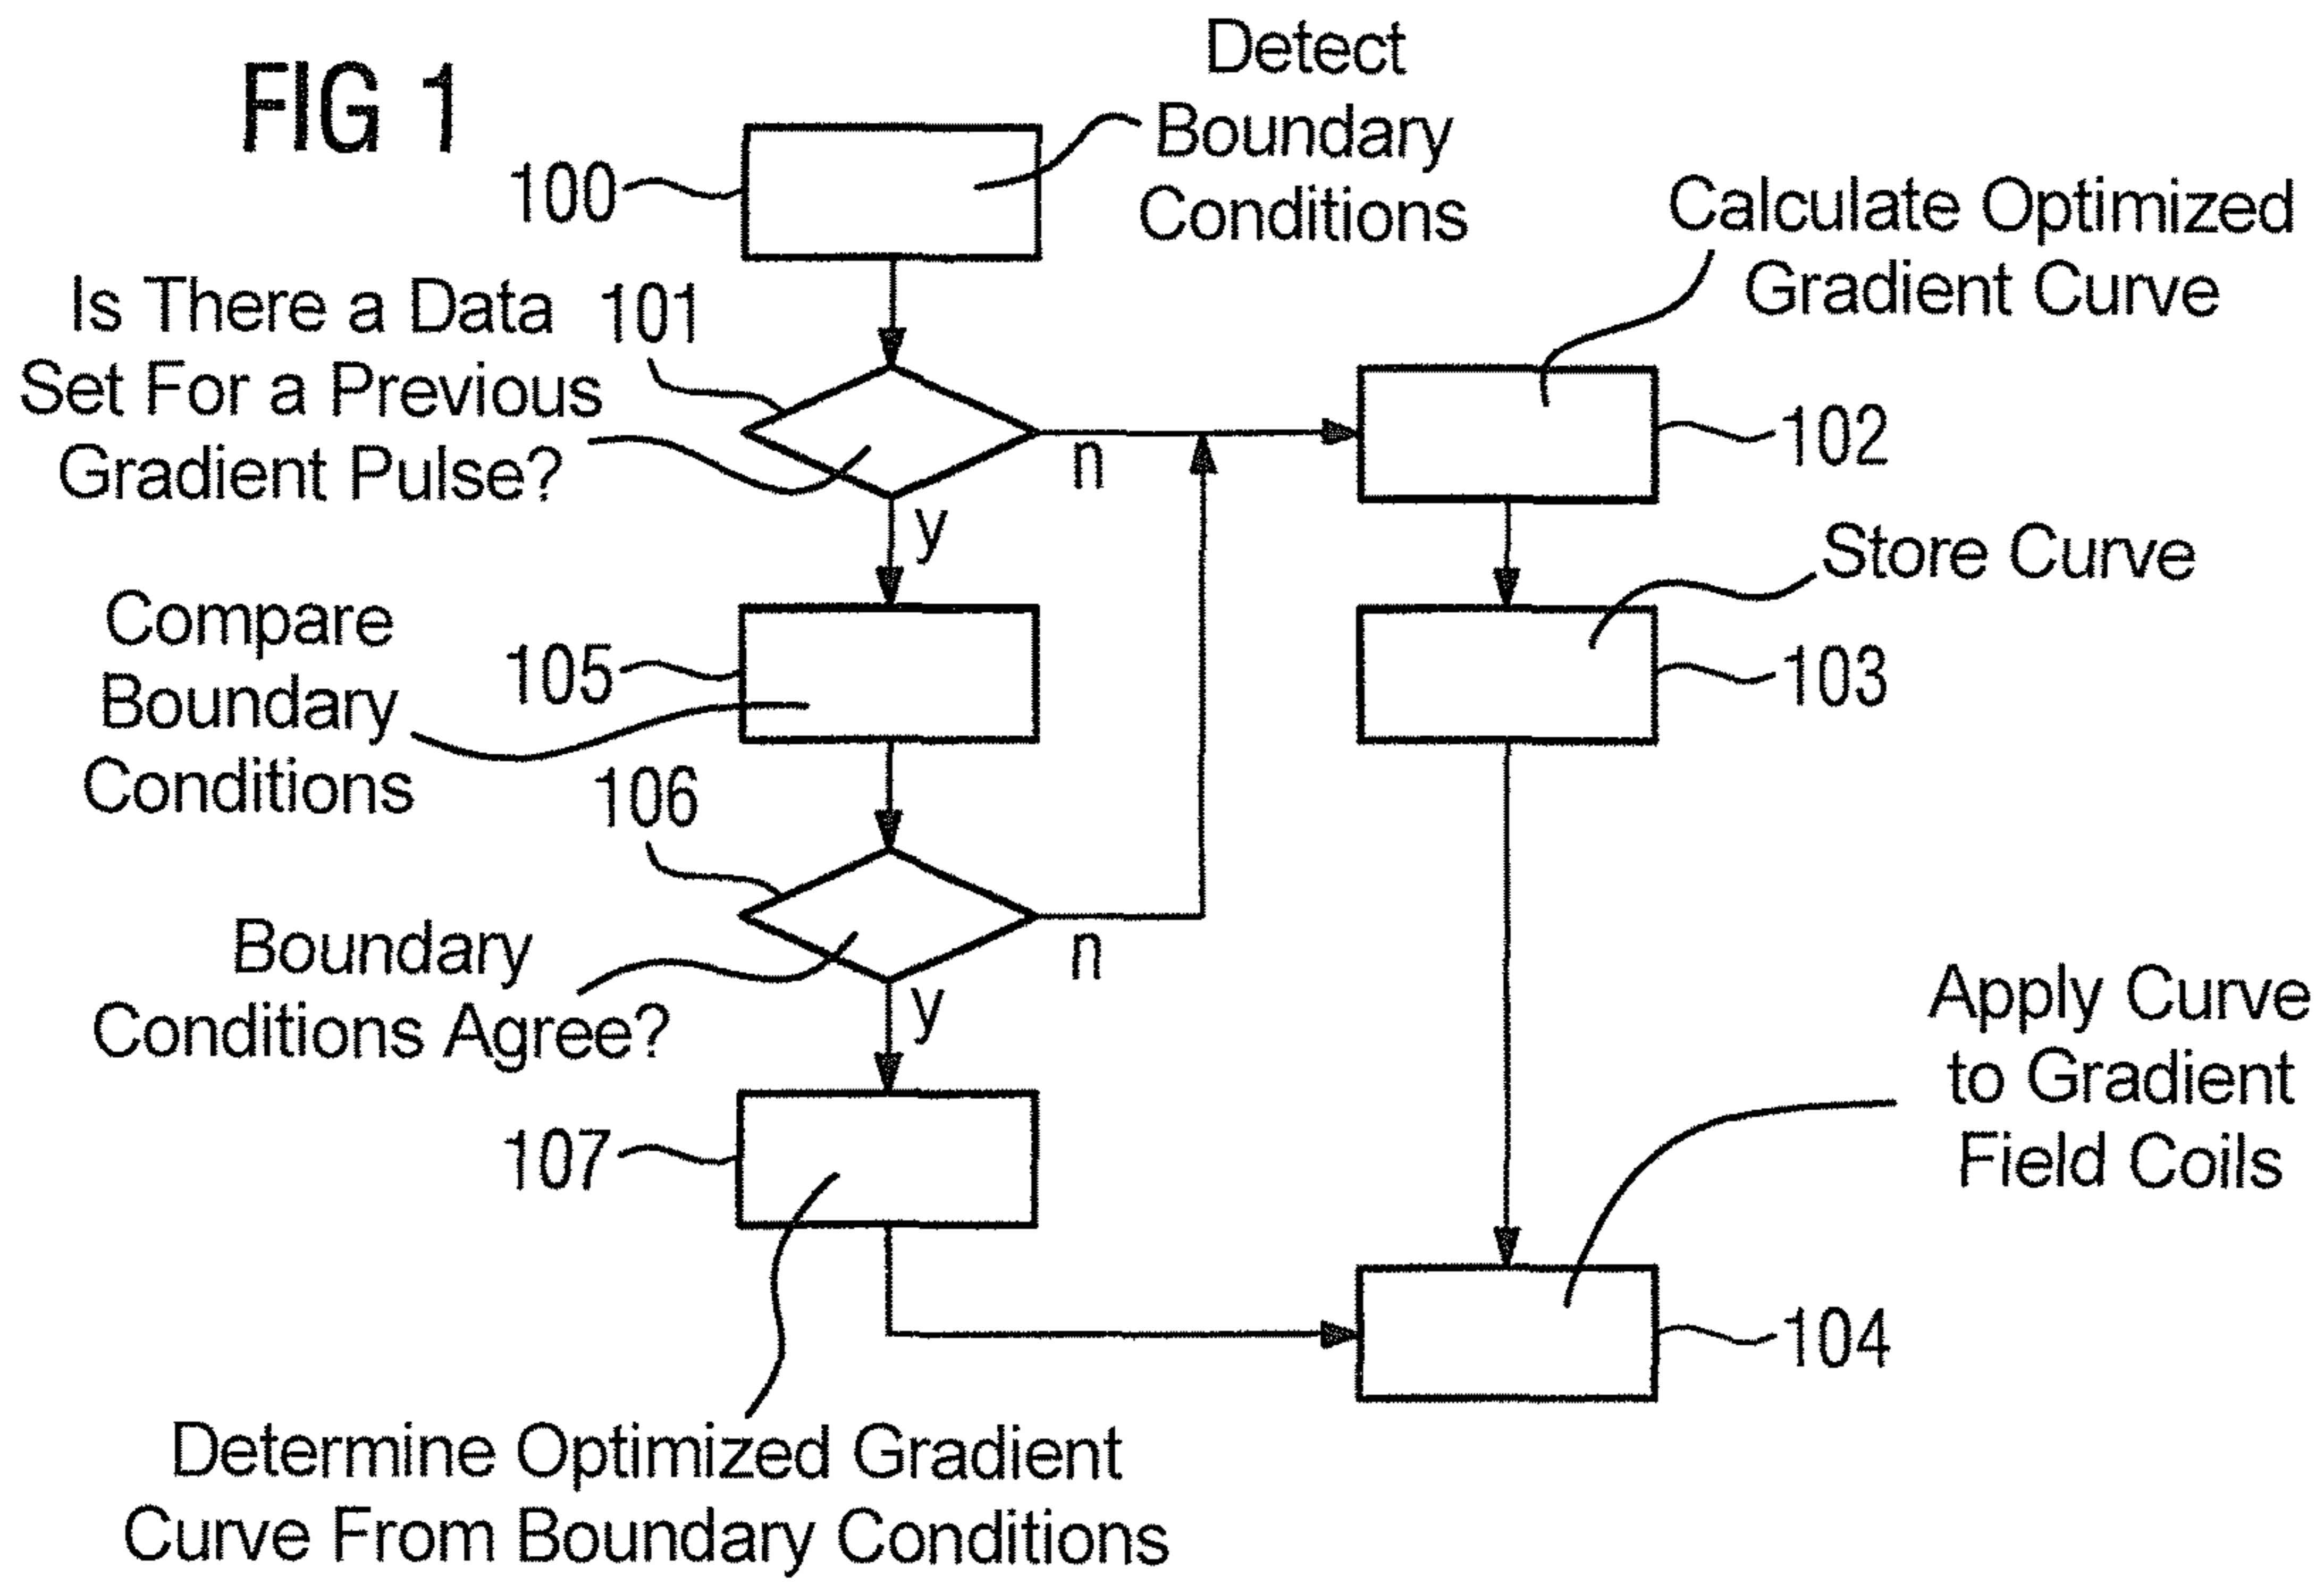 FIG 1
Detect
Boundary
Conditions
100
Calculate Optimized
Gradient Curve
Is There a Data
Set For a Previous
Gradient Pulse?
101
n
y
102
Store Curve
103
Compare
Boundary
Conditions
105
106
Boundary
Conditions Agree?
n
y
Apply Curve
to Gradient
Field Coils
107
104
Determine Optimized Gradient
Curve From Boundary Conditions